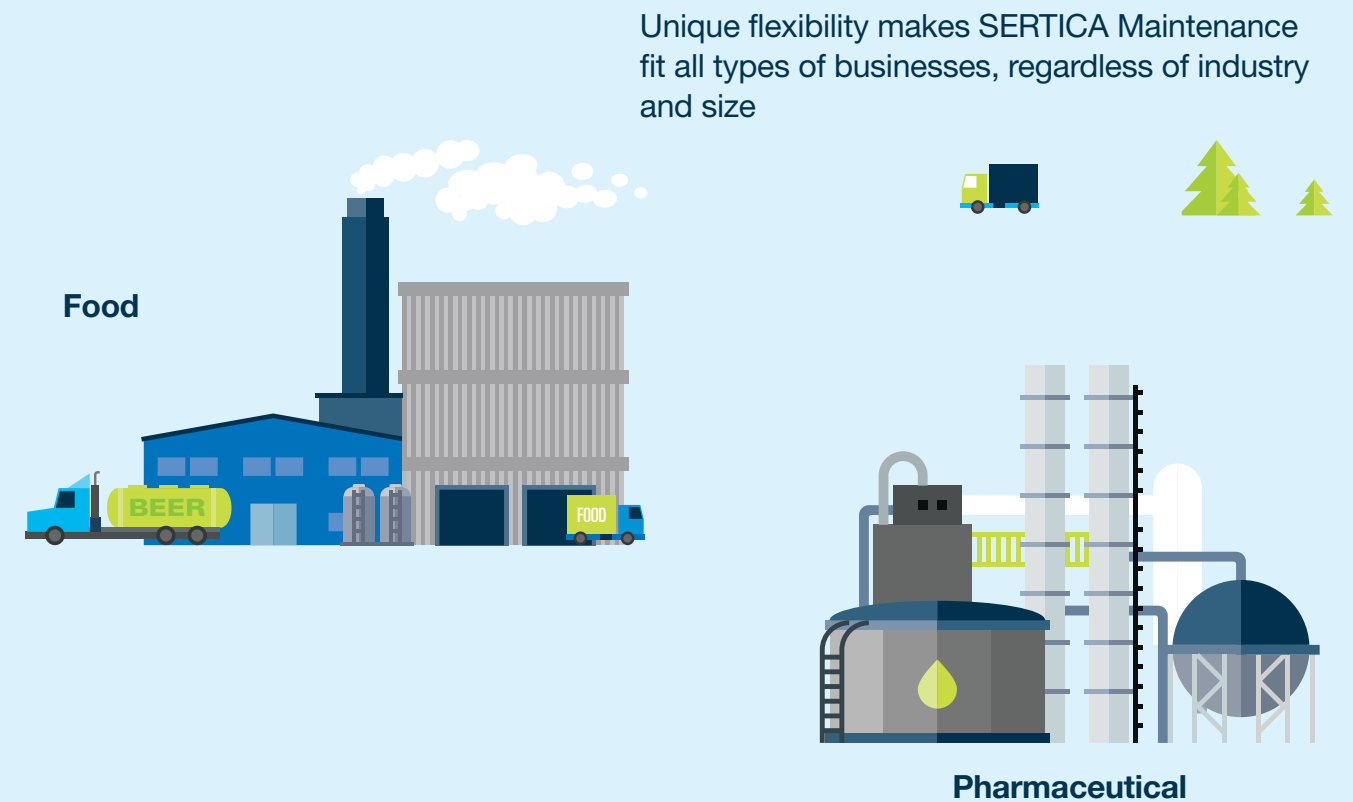 Unique flexibility makes SERTICA Maintenance
fit all types of businesses, regardless of industry
and size
Food
BEER
FOOD
Pharmaceutical